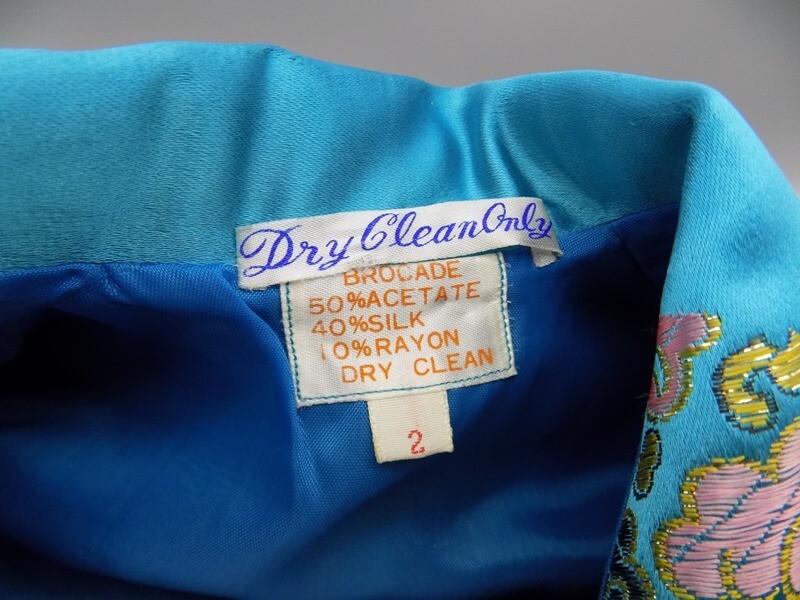 Dry Clean Only
BROCADE
50%ACETATE
40%SILK
10%RAYON
DRY CLEAN
2